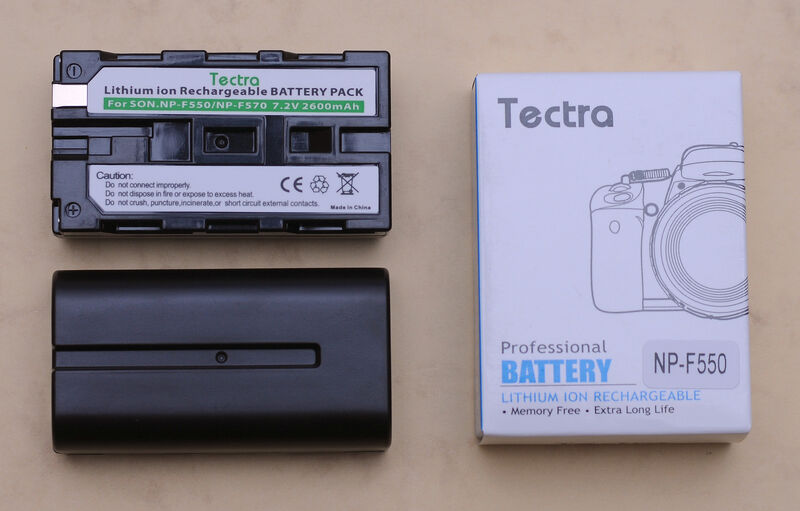 Tectra
Lithium ion Rechargeable BATTERY PACK
For SON.NP-F550/NP-F570 7.2V 2600mAh
Caution:
Do not connect improperly.
Do not dispose in fire or expose to excess heat.
Do not crush, puncture,incinerate,or short circuit external contacts.
CE
Made In China
Tectra
Professional
BATTERY
LITHIUM ION RECHARGEABLE
• Memory Free • Extra Long Life
NP-F550